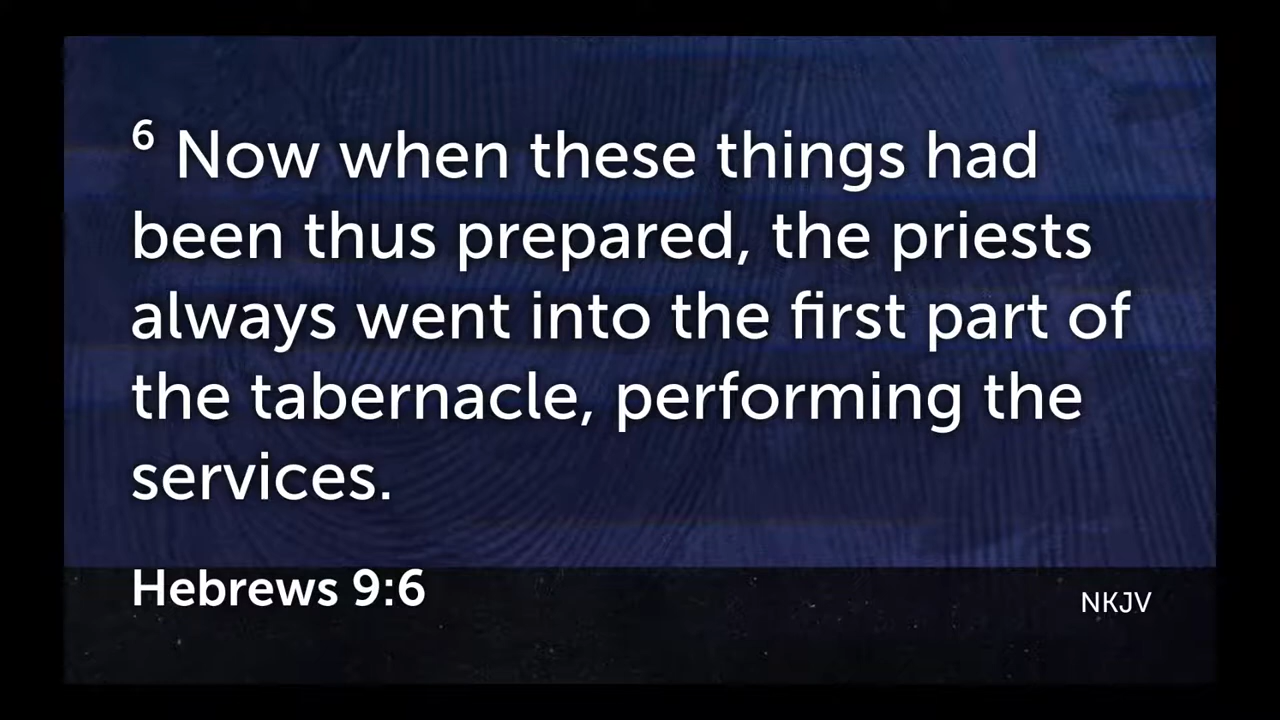 6 Now when these things had
been thus prepared, the priests
always went into the first part of
the tabernacle, performing the
services.
Hebrews 9:6
NKJV